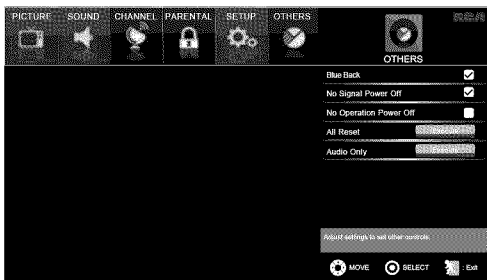 PICTURE SOUND CHANNEL PARENTAL SETUP OTHERS
RCA
OTHERS
Blue Back
No Signal Power Off
No Operation Power Off
All Reset
Audio Only
Adjust settings to set other controls.
MOVE SELECT : Exit